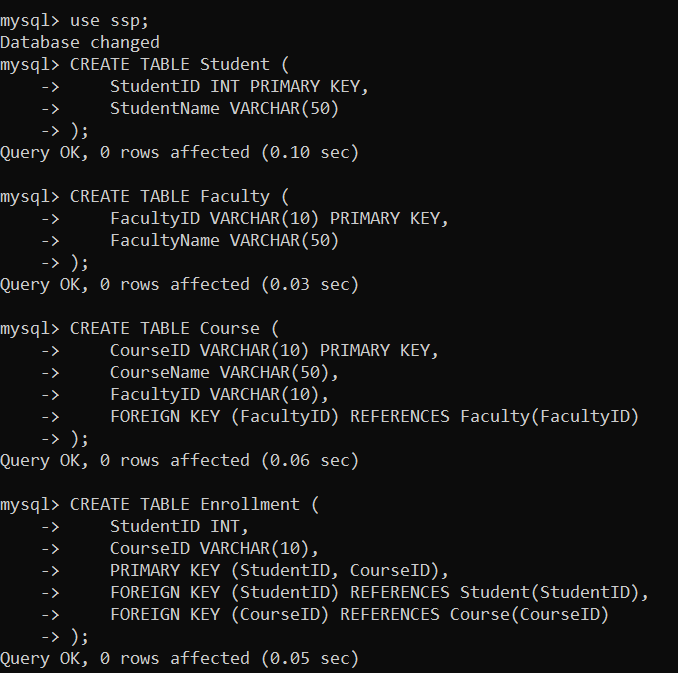 mysql> use ssp;
Database changed
mysql> CREATE TABLE Student (
    ->     StudentID INT PRIMARY KEY,
    ->     StudentName VARCHAR(50)
    -> );
Query OK, 0 rows affected (0.10 sec)

mysql> CREATE TABLE Faculty (
    ->     FacultyID VARCHAR(10) PRIMARY KEY,
    ->     FacultyName VARCHAR(50)
    -> );
Query OK, 0 rows affected (0.03 sec)

mysql> CREATE TABLE Course (
    ->     CourseID VARCHAR(10) PRIMARY KEY,
    ->     CourseName VARCHAR(50),
    ->     FacultyID VARCHAR(10),
    ->     FOREIGN KEY (FacultyID) REFERENCES Faculty(FacultyID)
    -> );
Query OK, 0 rows affected (0.06 sec)

mysql> CREATE TABLE Enrollment (
    ->     StudentID INT,
    ->     CourseID VARCHAR(10),
    ->     PRIMARY KEY (StudentID, CourseID),
    ->     FOREIGN KEY (StudentID) REFERENCES Student(StudentID),
    ->     FOREIGN KEY (CourseID) REFERENCES Course(CourseID)
    -> );
Query OK, 0 rows affected (0.05 sec)